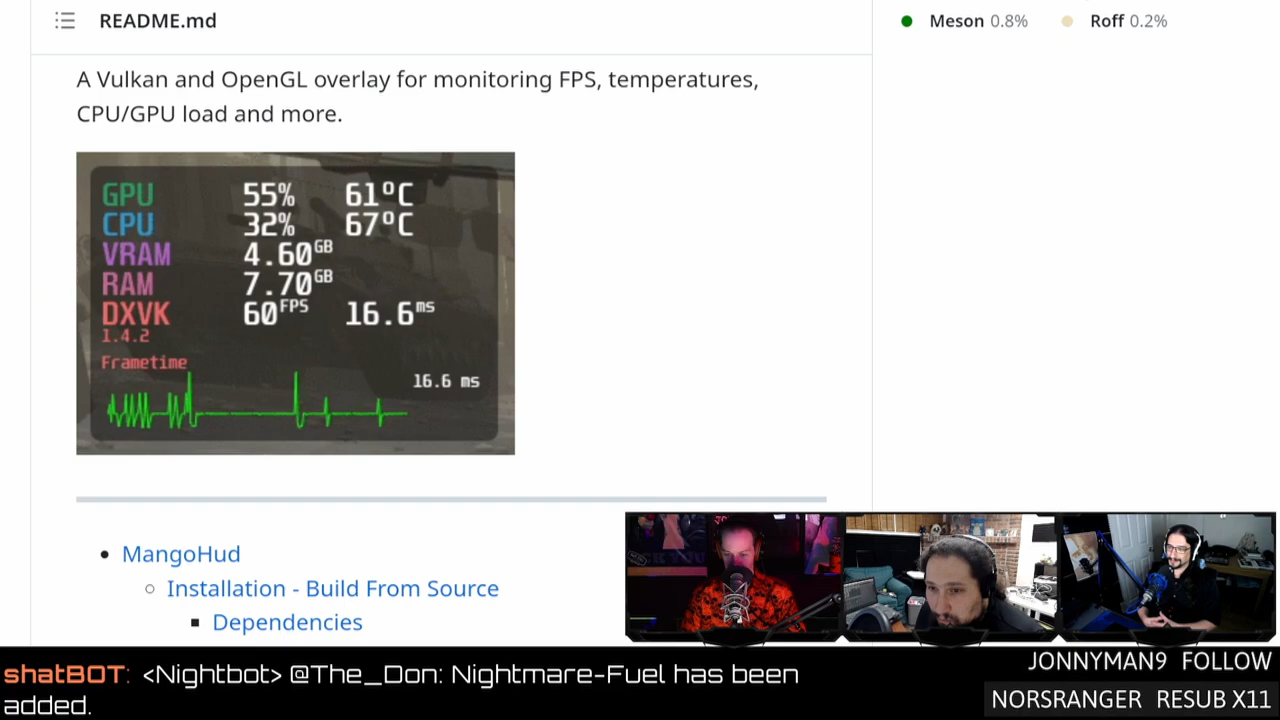 README.md
Meson 0.8%
Roff 0.2%
A Vulkan and OpenGL overlay for monitoring FPS, temperatures,
CPU/GPU load and more.
GPU 55% 61°C
CPU 32% 67°C
VRAM 4.60GB
RAM 7.70GB
DXVK 60FPS 16.6ms
1.4.2
Frametime
16.6 ms
MangoHud
Installation - Build From Source
Dependencies
shatBOT: <Nightbot> @The_Don: Nightmare-Fuel has been
added.
JONNYMAN9 FOLLOW
NORSRANGER RESUB X11